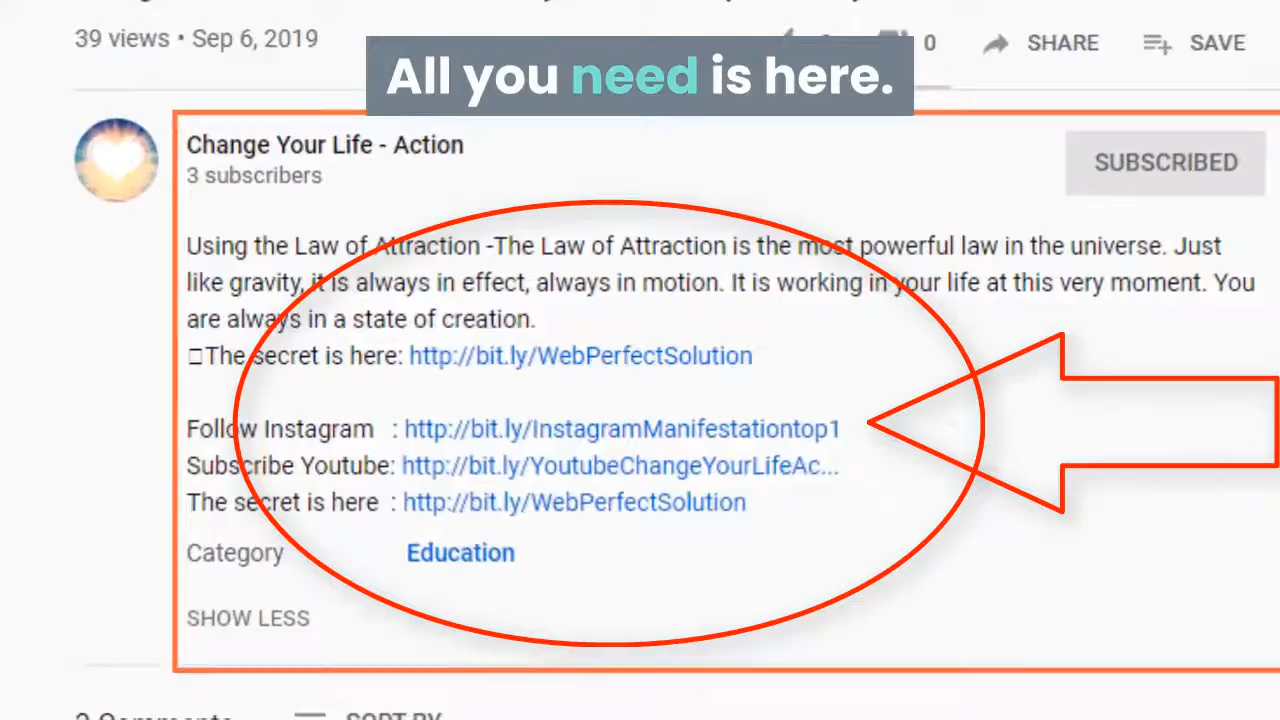 39 views • Sep 6, 2019
0 SHARE SAVE
All you need is here.
Change Your Life - Action
3 subscribers
SUBSCRIBED
Using the Law of Attraction -The Law of Attraction is the most powerful law in the universe. Just
like gravity, it is always in effect, always in motion. It is working in your life at this very moment. You
are always in a state of creation.
The secret is here: http://bit.ly/WebPerfectSolution
Follow Instagram : http://bit.ly/InstagramManifestationtop1
Subscribe Youtube: http://bit.ly/YoutubeChangeYourLifeAc...
The secret is here : http://bit.ly/WebPerfectSolution
Category Education
SHOW LESS
Comments SORT BY